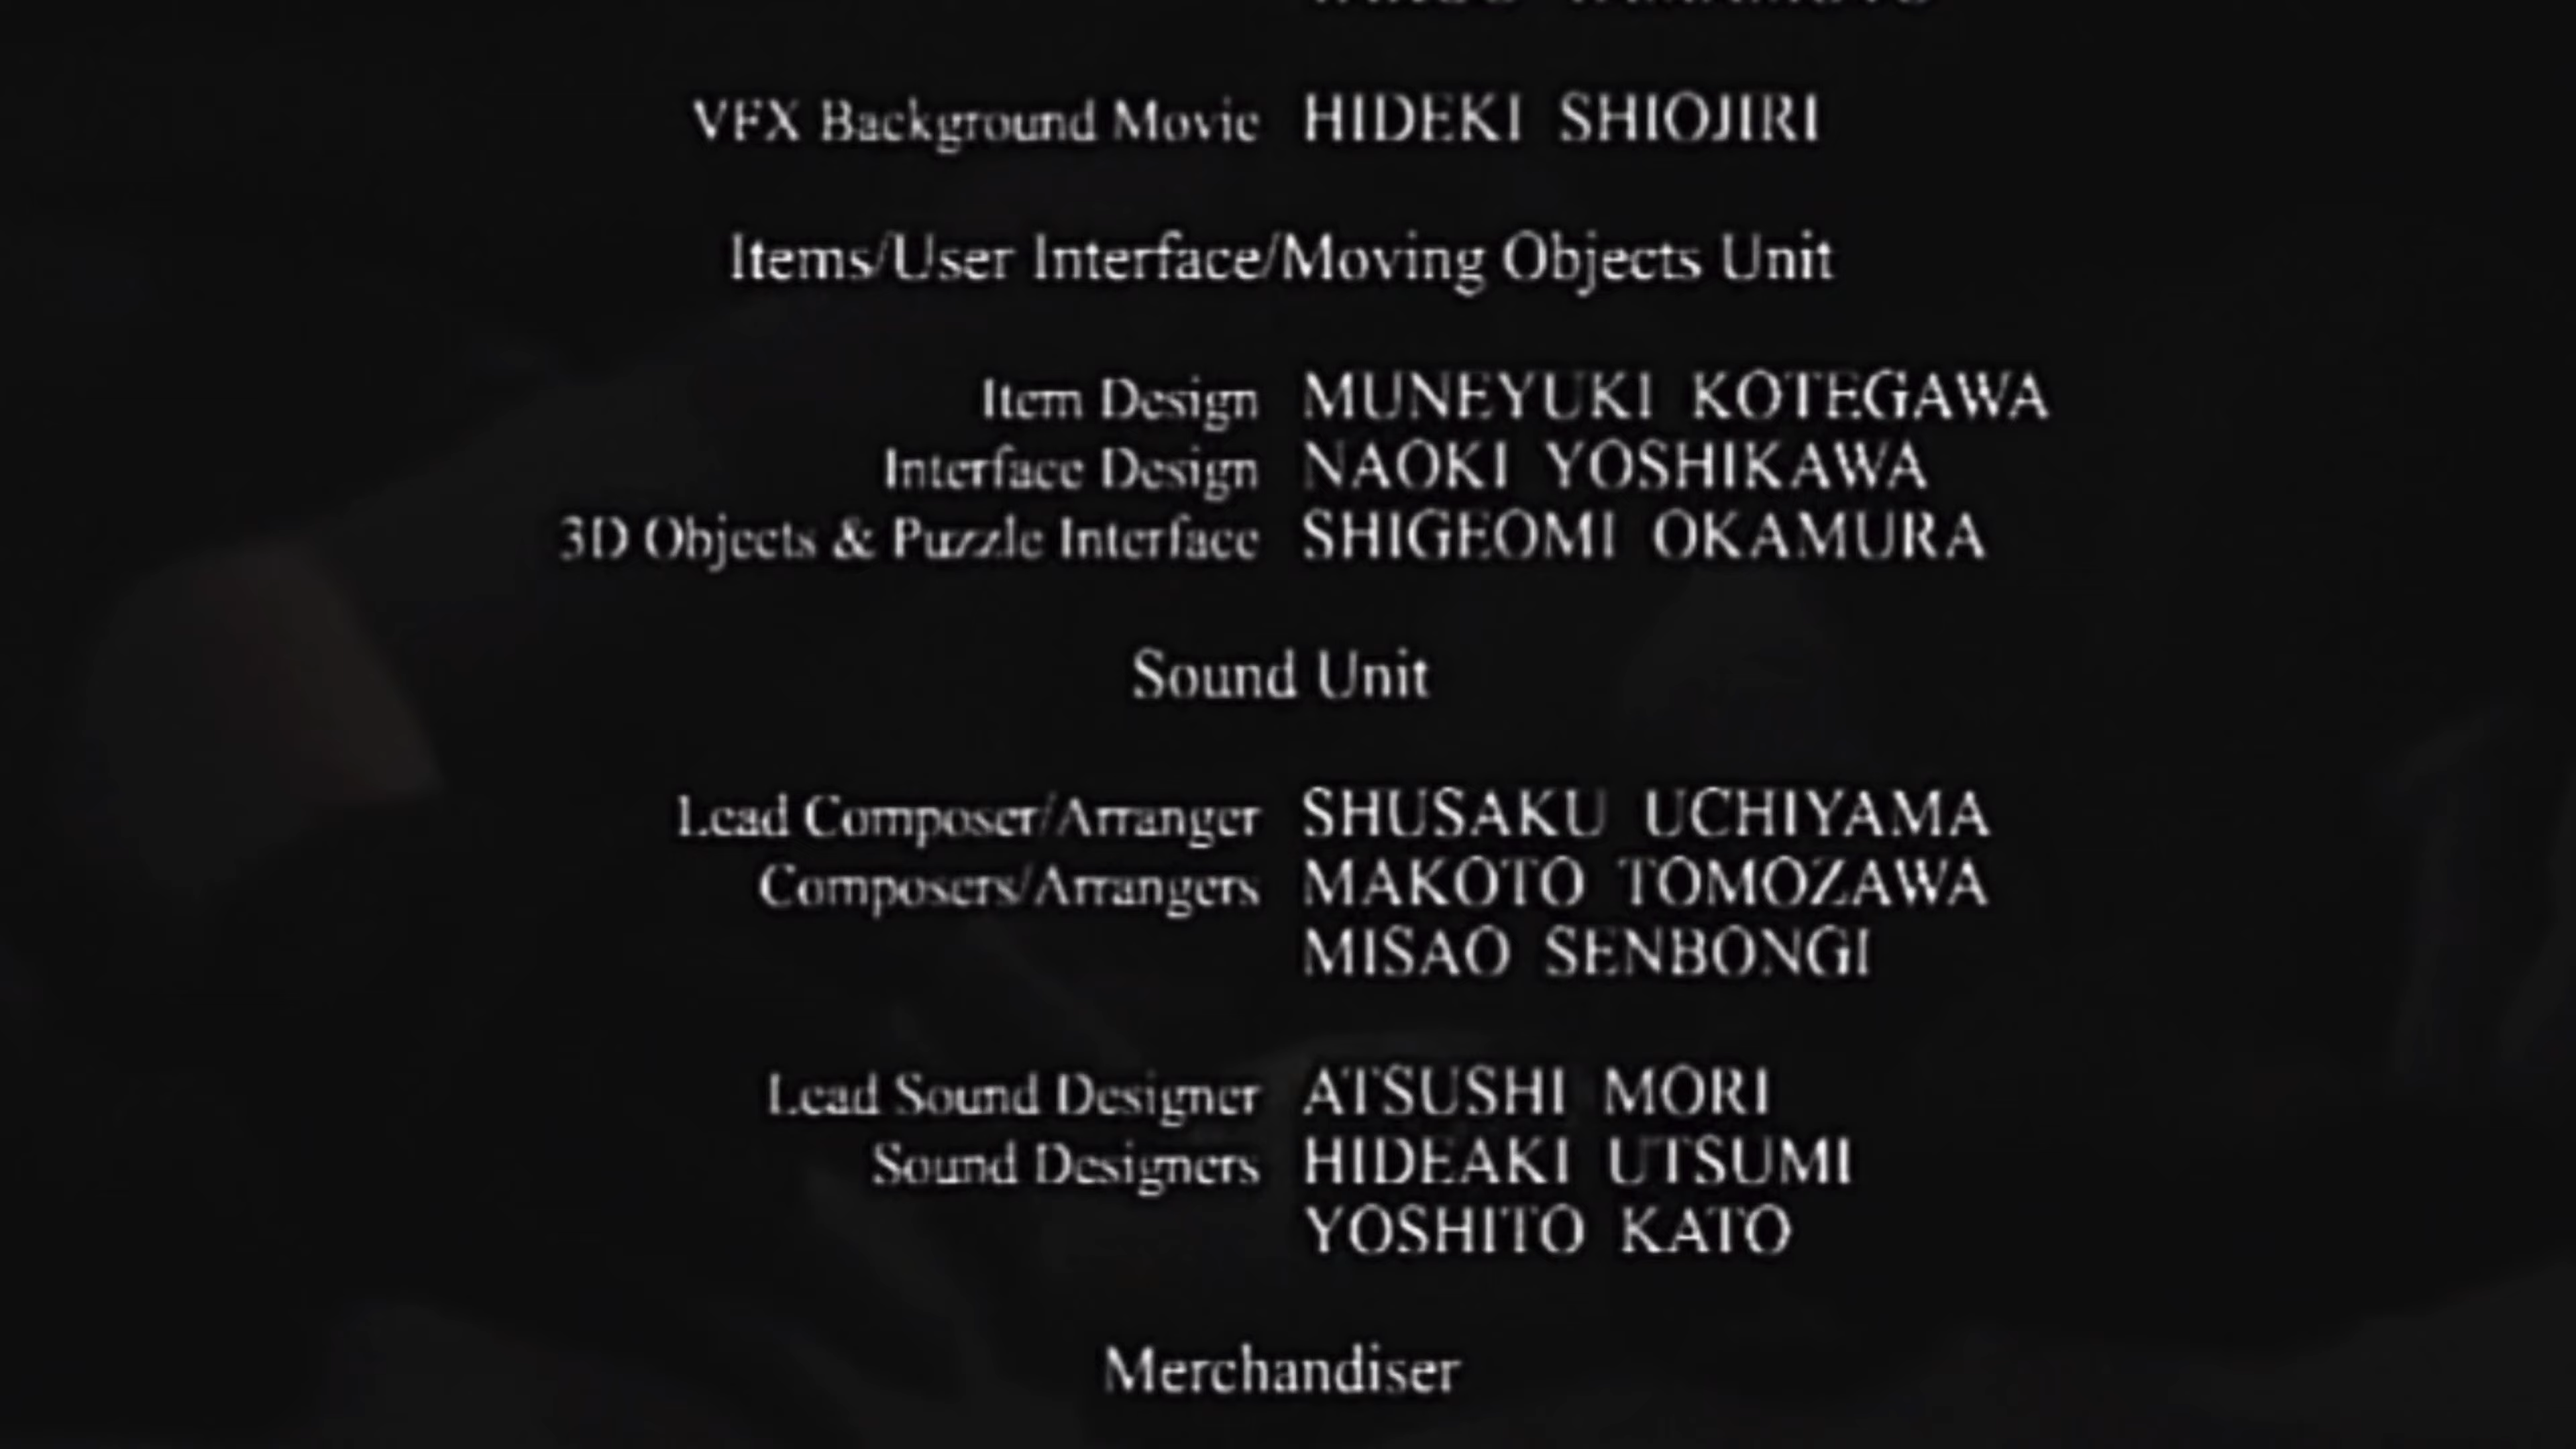 VFX Background Movie HIDEKI SHIOJIRI
Items/User Interface/Moving Objects Unit
Item Design MUNEYUKI KOTEGAWA
Interface Design NAOKI YOSHIKAWA
3D Objects & Puzzle Interface SHIGEOMI OKAMURA
Sound Unit
Lead Composer/Arranger SHUSAKU UCHIYAMA
Composers/Arrangers MAKOTO TOMOZAWA
MISAO SENBONGI
Lead Sound Designer ATSUSHI MORI
Sound Designers HIDEAKI UTSUMI
YOSHITO KATO
Merchandiser